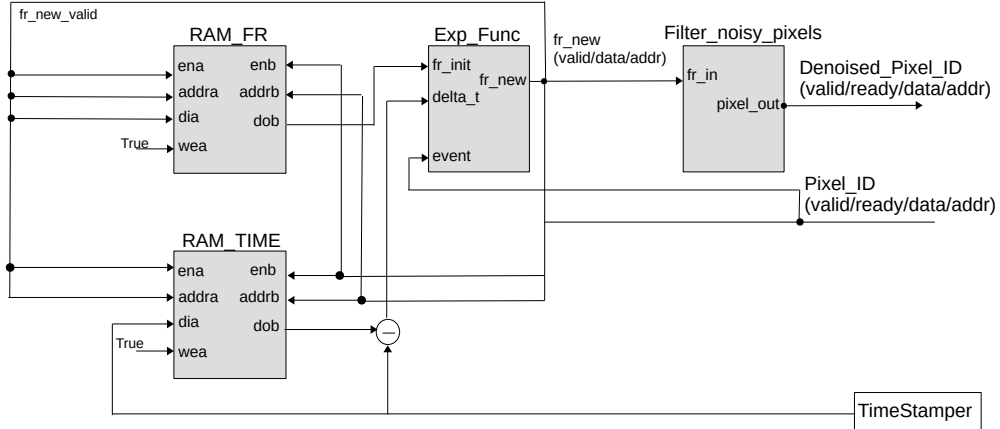 fr_new_valid
RAM_FR
ena
enb
addra
addrb
dia
dob
True
wea
Exp_Func
fr_init
fr_new
delta_t
event
fr_new
(valid/data/addr)
Filter_noisy_pixels
fr_in
pixel_out
Denoised_Pixel_ID
(valid/ready/data/addr)
Pixel_ID
(valid/ready/data/addr)
RAM_TIME
ena
enb
addra
addrb
dia
dob
True
wea
TimeStamper